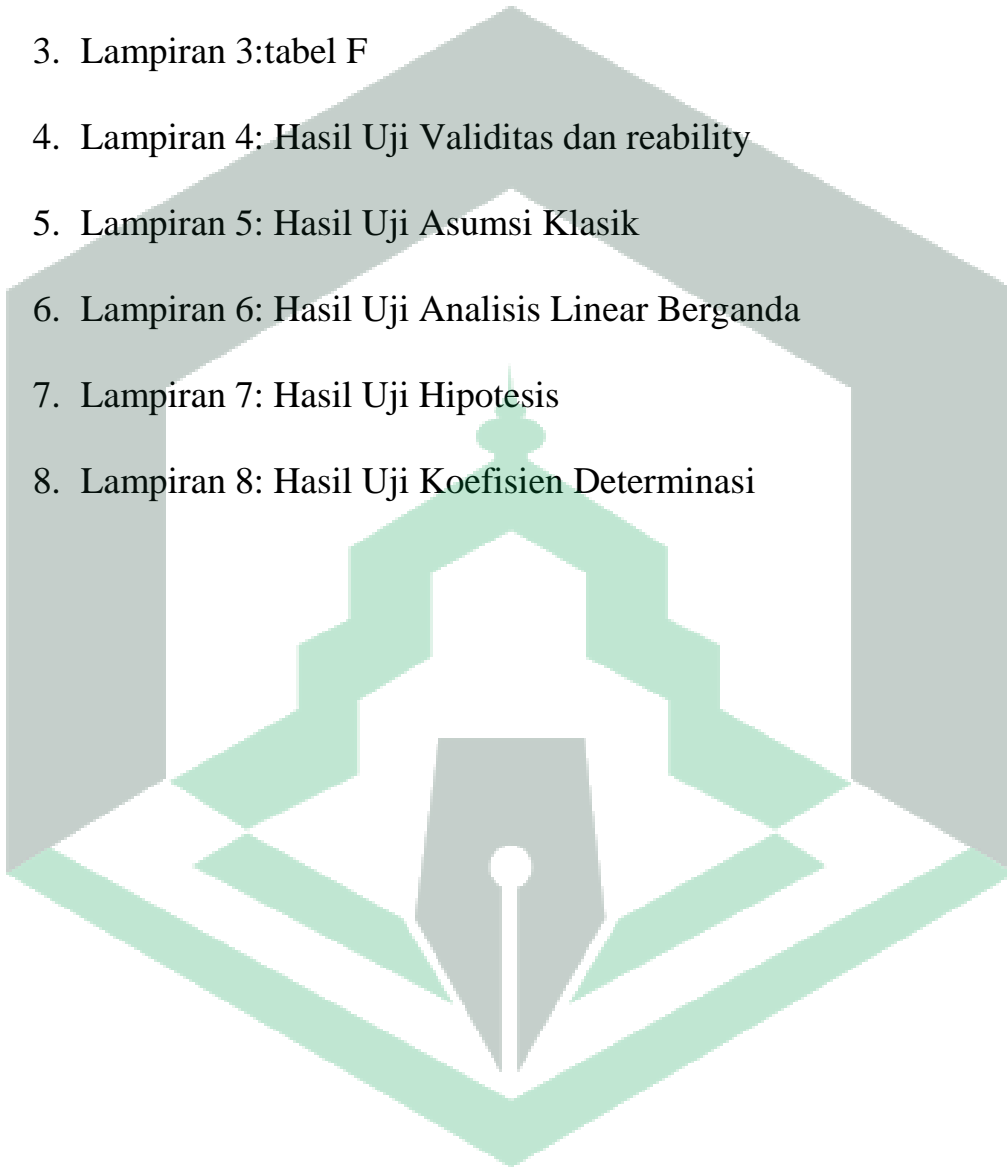 3. Lampiran 3:tabel F
4. Lampiran 4: Hasil Uji Validitas dan reability
5. Lampiran 5: Hasil Uji Asumsi Klasik
6. Lampiran 6: Hasil Uji Analisis Linear Berganda
7. Lampiran 7: Hasil Uji Hipotesis
8. Lampiran 8: Hasil Uji Koefisien Determinasi